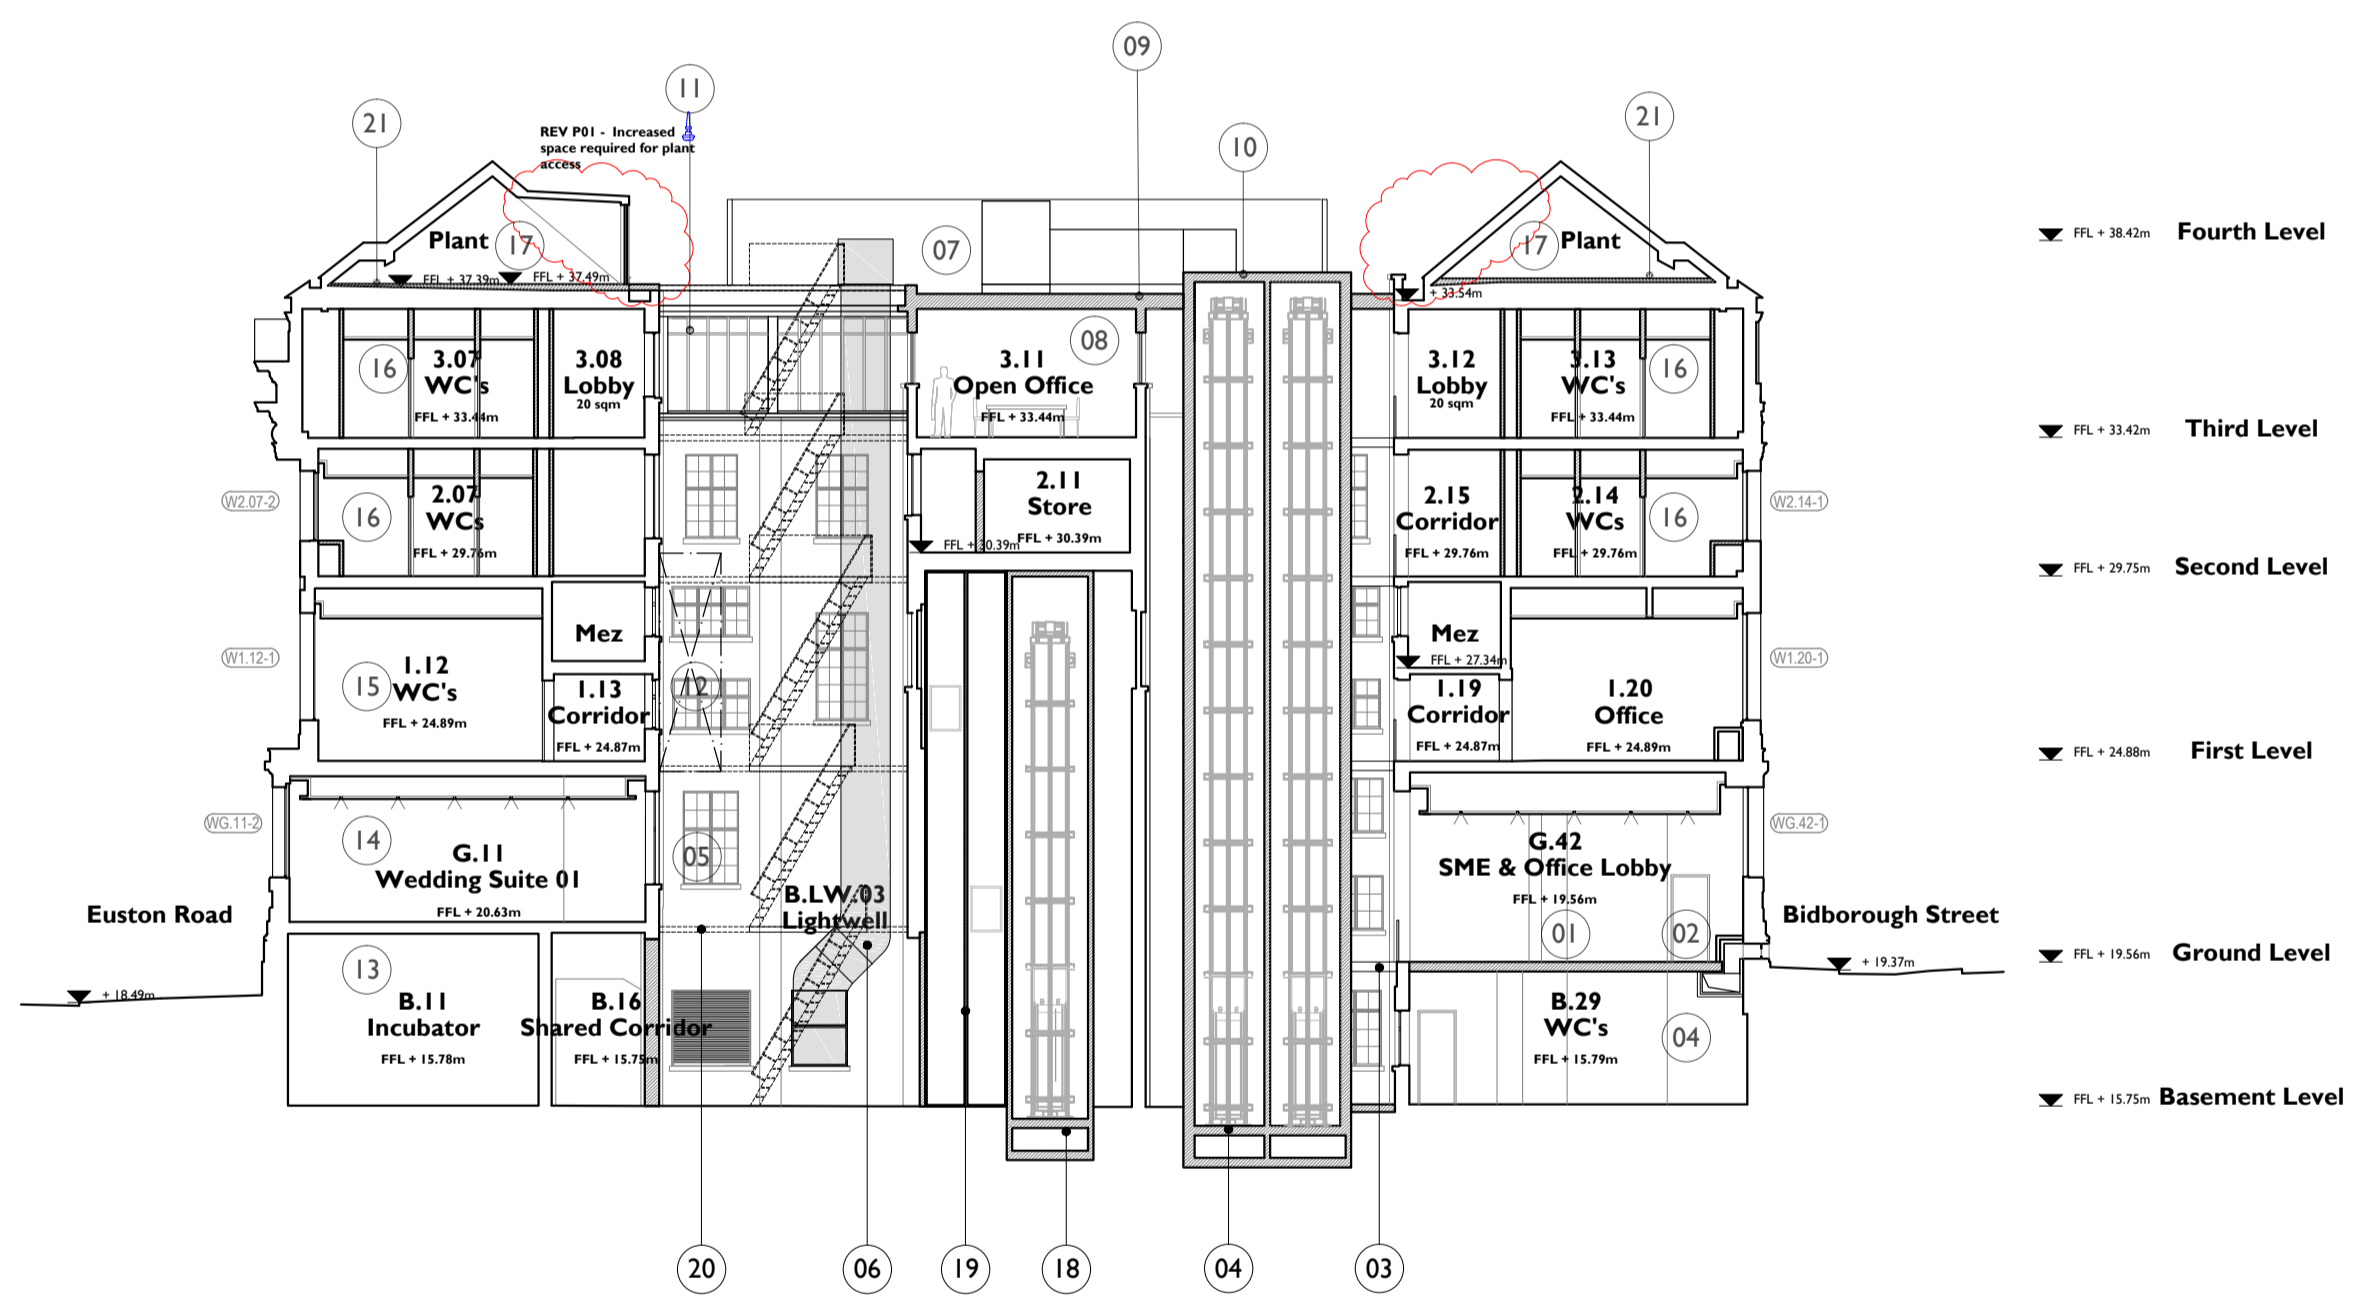 09
11
21
REV P01 - Increased
space required for plant
access
10
21
Plant
17
FFL + 37.39m
FFL + 37.49m
07
17
Plant
+ 33.54m
FFL + 38.42m Fourth Level
16
3.07
WC's
FFL + 33.44m
3.08
Lobby
20 sqm
08
3.11
Open Office
FFL + 33.44m
3.12
Lobby
20 sqm
3.13
WC's
FFL + 33.44m
16
FFL + 33.42m Third Level
W2.07-2
16
2.07
WCs
FFL + 29.76m
2.11
Store
FFL + 30.39m
FFL + 30.39m
2.15
Corridor
FFL + 29.76m
2.14
WCs
FFL + 29.76m
16
W2.14-1
FFL + 29.75m Second Level
Mez
Mez
FFL + 27.34m
W1.12-1
15
1.12
WC's
FFL + 24.89m
1.13
Corridor
FFL + 24.87m
12
1.19
Corridor
FFL + 24.87m
1.20
Office
FFL + 24.89m
W1.20-1
FFL + 24.88m First Level
WG.11-2
14
G.11
Wedding Suite 01
FFL + 20.63m
05
B.LW.03
Lightwell
G.42
SME & Office Lobby
FFL + 19.56m
01
02
WG.42-1
Euston Road
Bidborough Street
+ 18.49m
+ 19.37m
FFL + 19.56m Ground Level
13
B.11
Incubator
FFL + 15.78m
B.16
Shared Corridor
FFL + 15.75m
B.29
WC's
FFL + 15.79m
04
FFL + 15.75m Basement Level
20
06
19
18
04
03